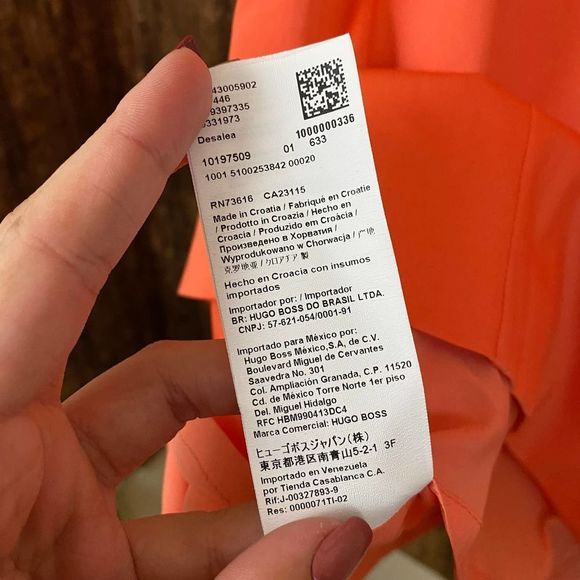 43005902
446
9397335
331973
Desalea
1000000336
10197509 01 633
1001 5100253842 00020
RN73616 CA23115
Made in Croatia / Fabriqué en Croatie
/ Prodotto in Croazia / Hecho en
Croacia / Produzido em Croácia /
Произведено в Хорватия /
Wyprodukowano w Chorwacja / 产地
克罗地亚 / クロアチア 製
Hecho en Croacia con insumos
importados
Importador por: / Importador
BR: HUGO BOSS DO BRASIL LTDA.
CNPJ: 57-621-054/0001-91
Importado para México por:
Hugo Boss México,S.A, de C.V.
Boulevard Miguel de Cervantes
Saavedra No. 301
Col. Ampliación Granada, C.P. 11520
Cd. de México Torre Norte 1er piso
Del. Miguel Hidalgo
RFC HBM990413DC4
Marca Comercial: HUGO BOSS
ヒューゴボスジャパン(株)
東京都港区南青山5-2-1 3F
Importado en Venezuela
por Tienda Casablanca C.A.
Rif:J-00327893-9
Res: 0000071TI-02